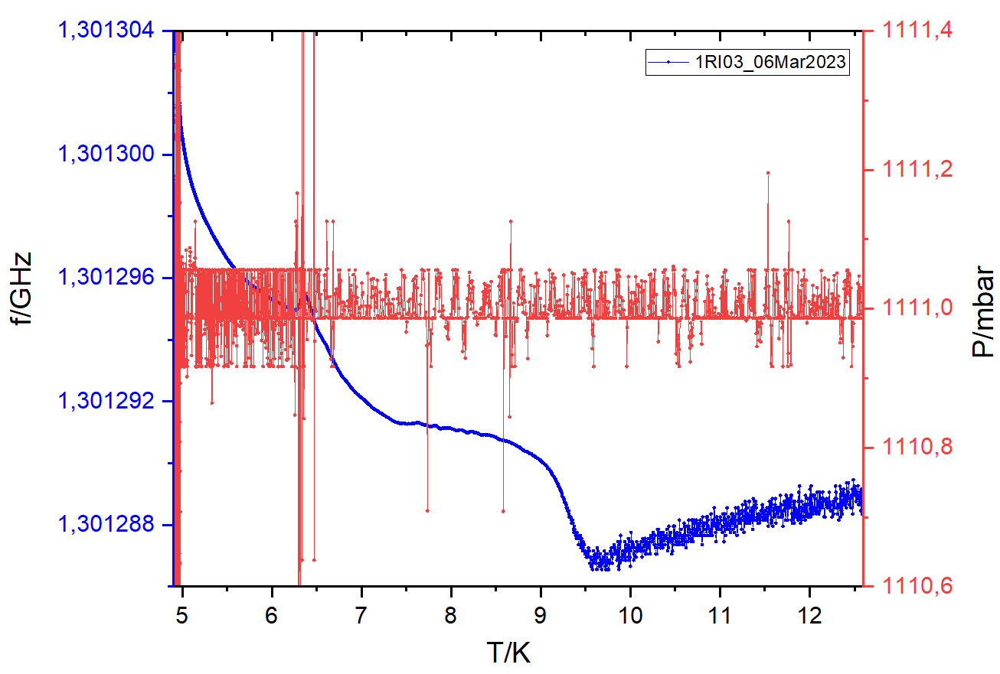 1,301304
1,301300
1,301296
1,301292
1,301288
f/GHz
1RI03_06Mar2023
1111,4
1111,2
1111,0
1110,8
1110,6
P/mbar
5 6 7 8 9 10 11 12
T/K